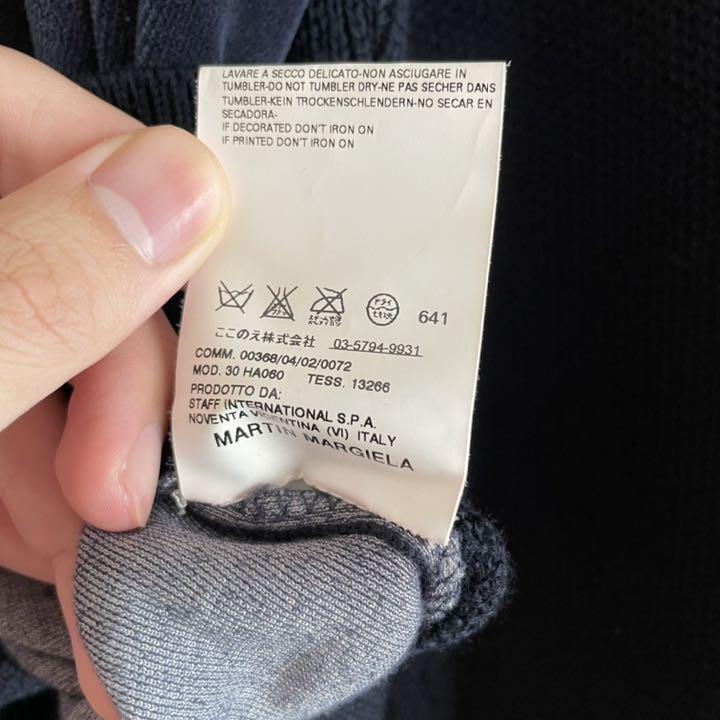 LAVARE A SECCO DELICATO-NON ASCIUGARE IN
TUMBLER-DO NOT TUMBLER DRY-NE PAS SECHER DANS
TUMBLER-KEIN TROCKENSCHLENDERN-NO SECAR EN
SECADORA-
IF DECORATED DON'T IRON ON
IF PRINTED DON'T IRON ON
ドライ 641
ここのえ株式会社 03-5794-9931
COMM. 00368/04/02/0072
MOD. 30 HA060 TESS. 13266
PRODOTTO DA:
STAFF INTERNATIONAL S.P.A.
NOVENTA VICENTINA (VI) ITALY
MARTIN MARGIELA